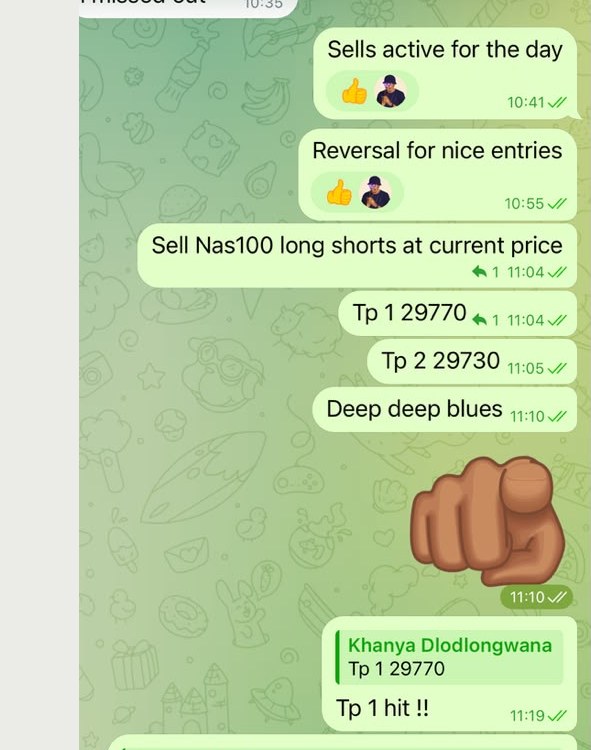 10:35
Sells active for the day
10:41
Reversal for nice entries
10:55
Sell Nas100 long shorts at current price
1 11:04
Tp 1 29770 1 11:04
Tp 2 29730 11:05
Deep deep blues 11:10
11:10
Khanya Dlodlongwana
Tp 1 29770
Tp 1 hit !! 11:19